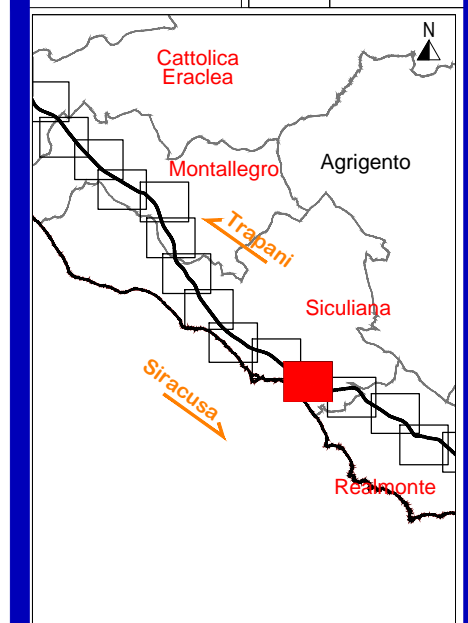 N
Cattolica
Eraclea
Agrigento
Montallegro
Trapani
Siculiana
Siracusa
Realmonte